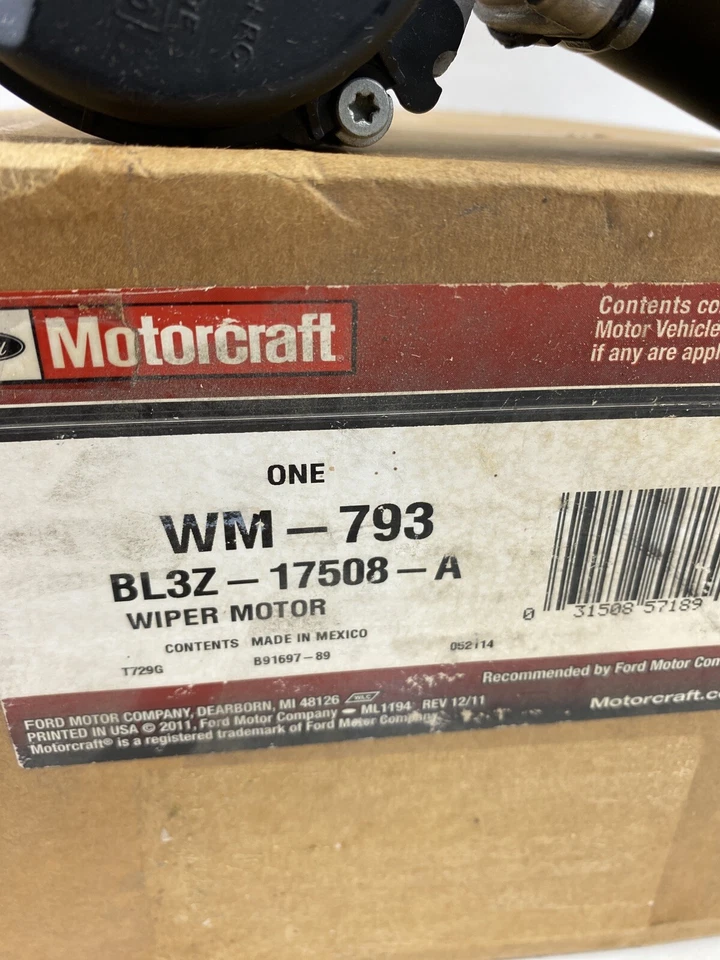 Motorcraft
Contents co
Motor Vehicle
if any are appl
ONE
WM – 793
BL3Z – 17508 – A
WIPER MOTOR
CONTENTS MADE IN MEXICO
T729G B91697–89 052114
0 31508 57189
Recommended by Ford Motor Com
FORD MOTOR COMPANY, DEARBORN, MI 48126 ML1194 REV 12/11
PRINTED IN USA © 2011, Ford Motor Company
Motorcraft® is a registered trademark of Ford Motor Company
Motorcraft.c